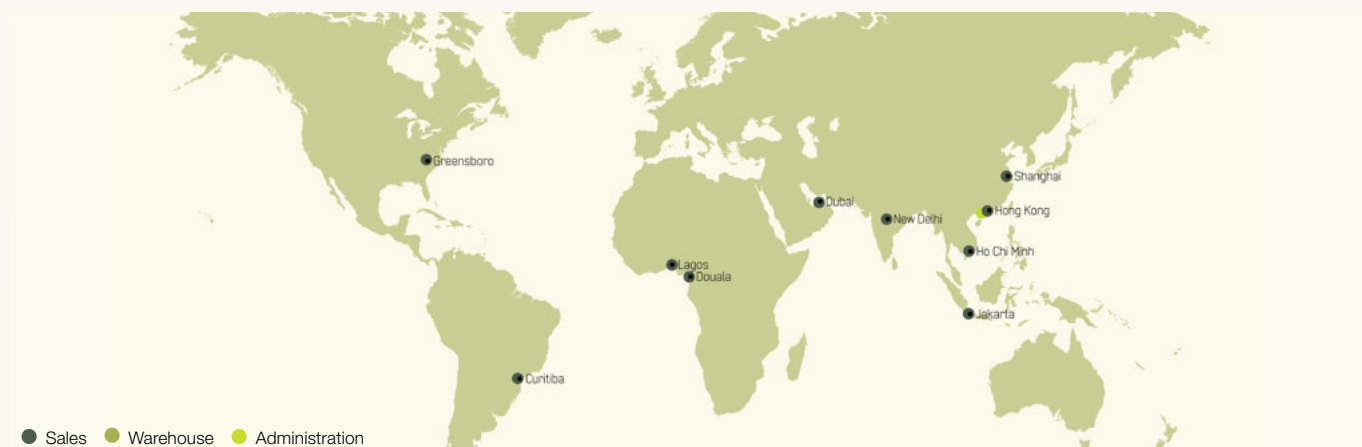 Greensboro
Shanghai
Dubai
Hong Kong
New Delhi
Ho Chi Minh
Lagos
Douala
Jakarta
Curitiba
Sales Warehouse Administration